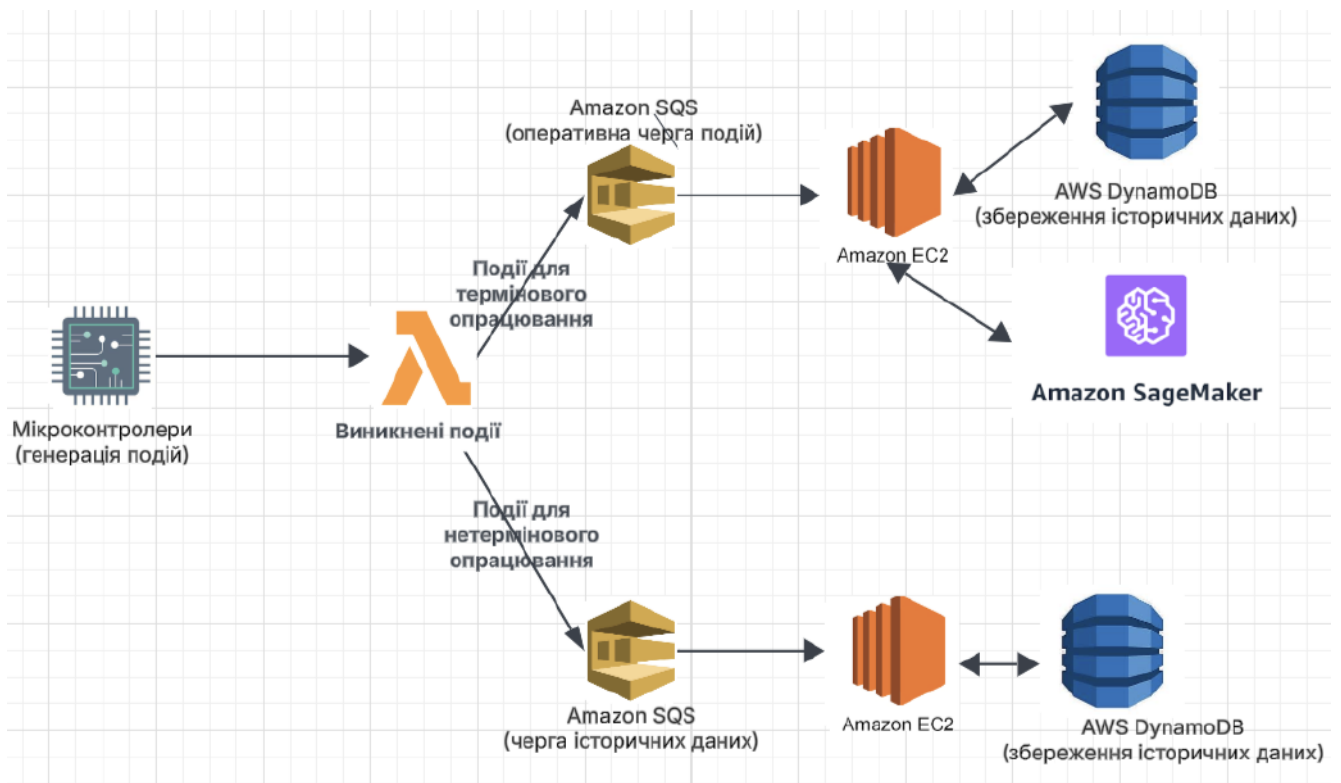 Amazon SQS
(оперативна черга подій)
AWS DynamoDB
(збереження історичних даних)
Amazon EC2
Події для
термінового
опрацювання
Amazon SageMaker
Мікроконтролери
(генерація подій)
Виникнені події
Події для
нетермінового
опрацювання
Amazon SQS
(черга історичних даних)
Amazon EC2
AWS DynamoDB
(збереження історичних даних)